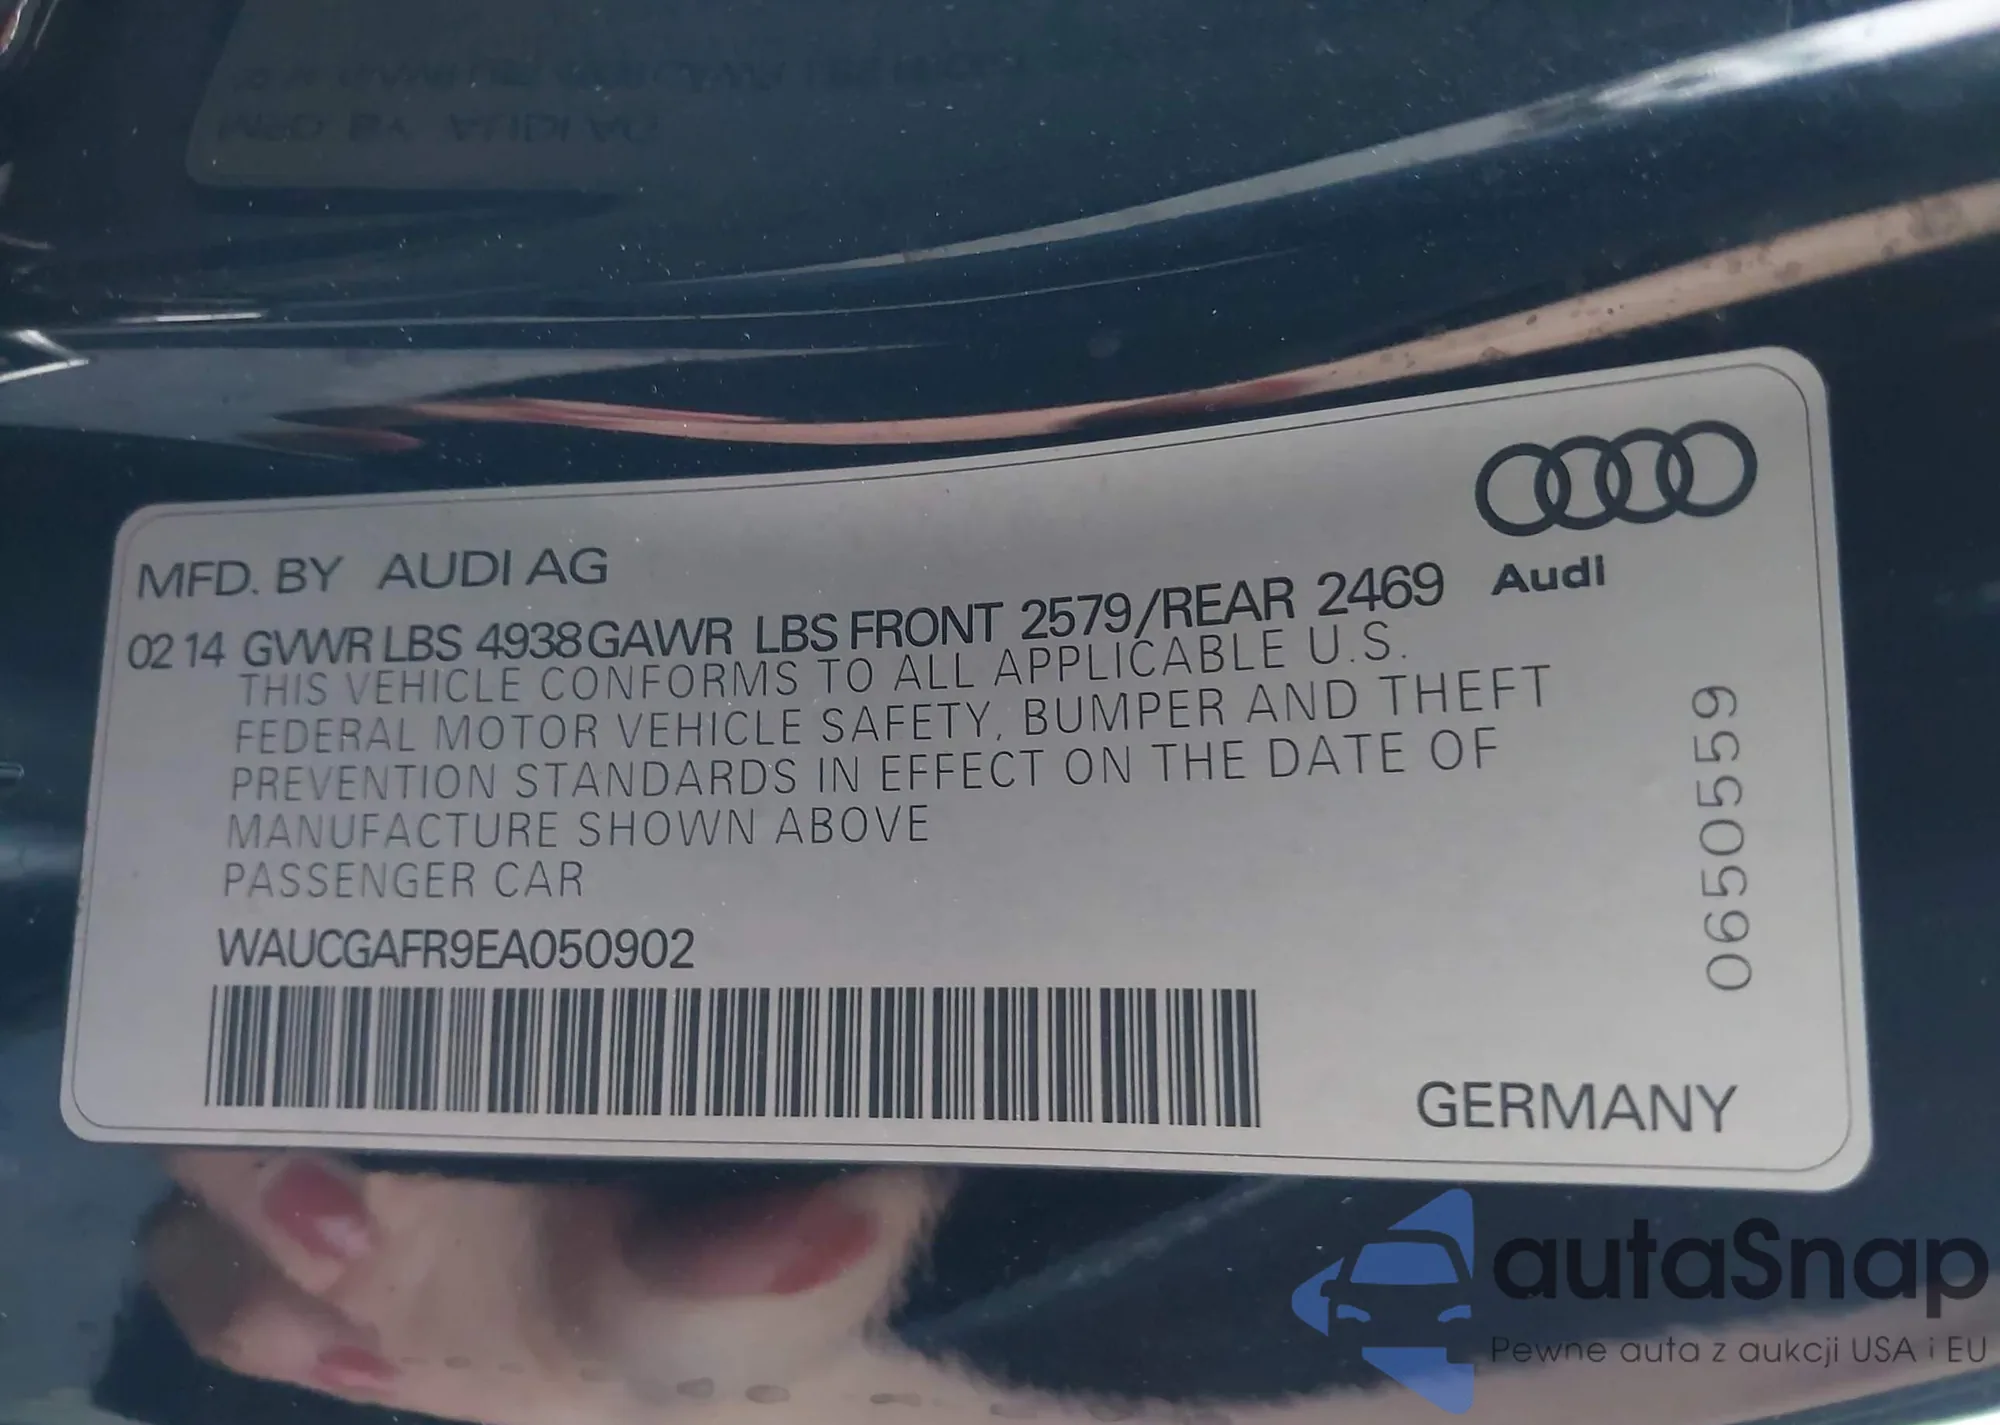 MFD. BY AUDI AG
Audi
02 14 GVWR LBS 4938 GAWR LBS FRONT 2579/REAR 2469
THIS VEHICLE CONFORMS TO ALL APPLICABLE U.S.
FEDERAL MOTOR VEHICLE SAFETY, BUMPER AND THEFT
PREVENTION STANDARDS IN EFFECT ON THE DATE OF
MANUFACTURE SHOWN ABOVE
PASSENGER CAR
WAUCGAFR9EA050902
0650559
GERMANY
autaSnap
Pewne auta z aukcji USA i EU